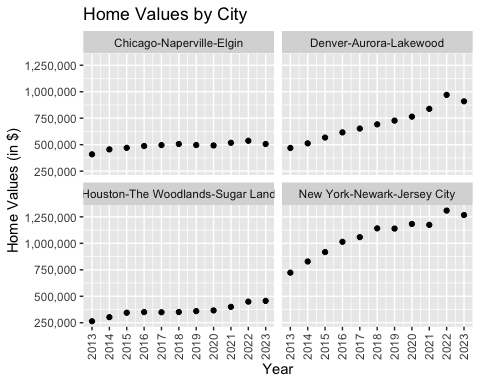 Home Values by City
Chicago-Naperville-Elgin
Denver-Aurora-Lakewood
1,250,000
1,000,000
750,000
500,000
250,000
Houston-The Woodlands-Sugar Land
New York-Newark-Jersey City
1,250,000
1,000,000
750,000
500,000
250,000
Home Values (in $)
2013 2014 2015 2016 2017 2018 2019 2020 2021 2022 2023
2013 2014 2015 2016 2017 2018 2019 2020 2021 2022 2023
Year